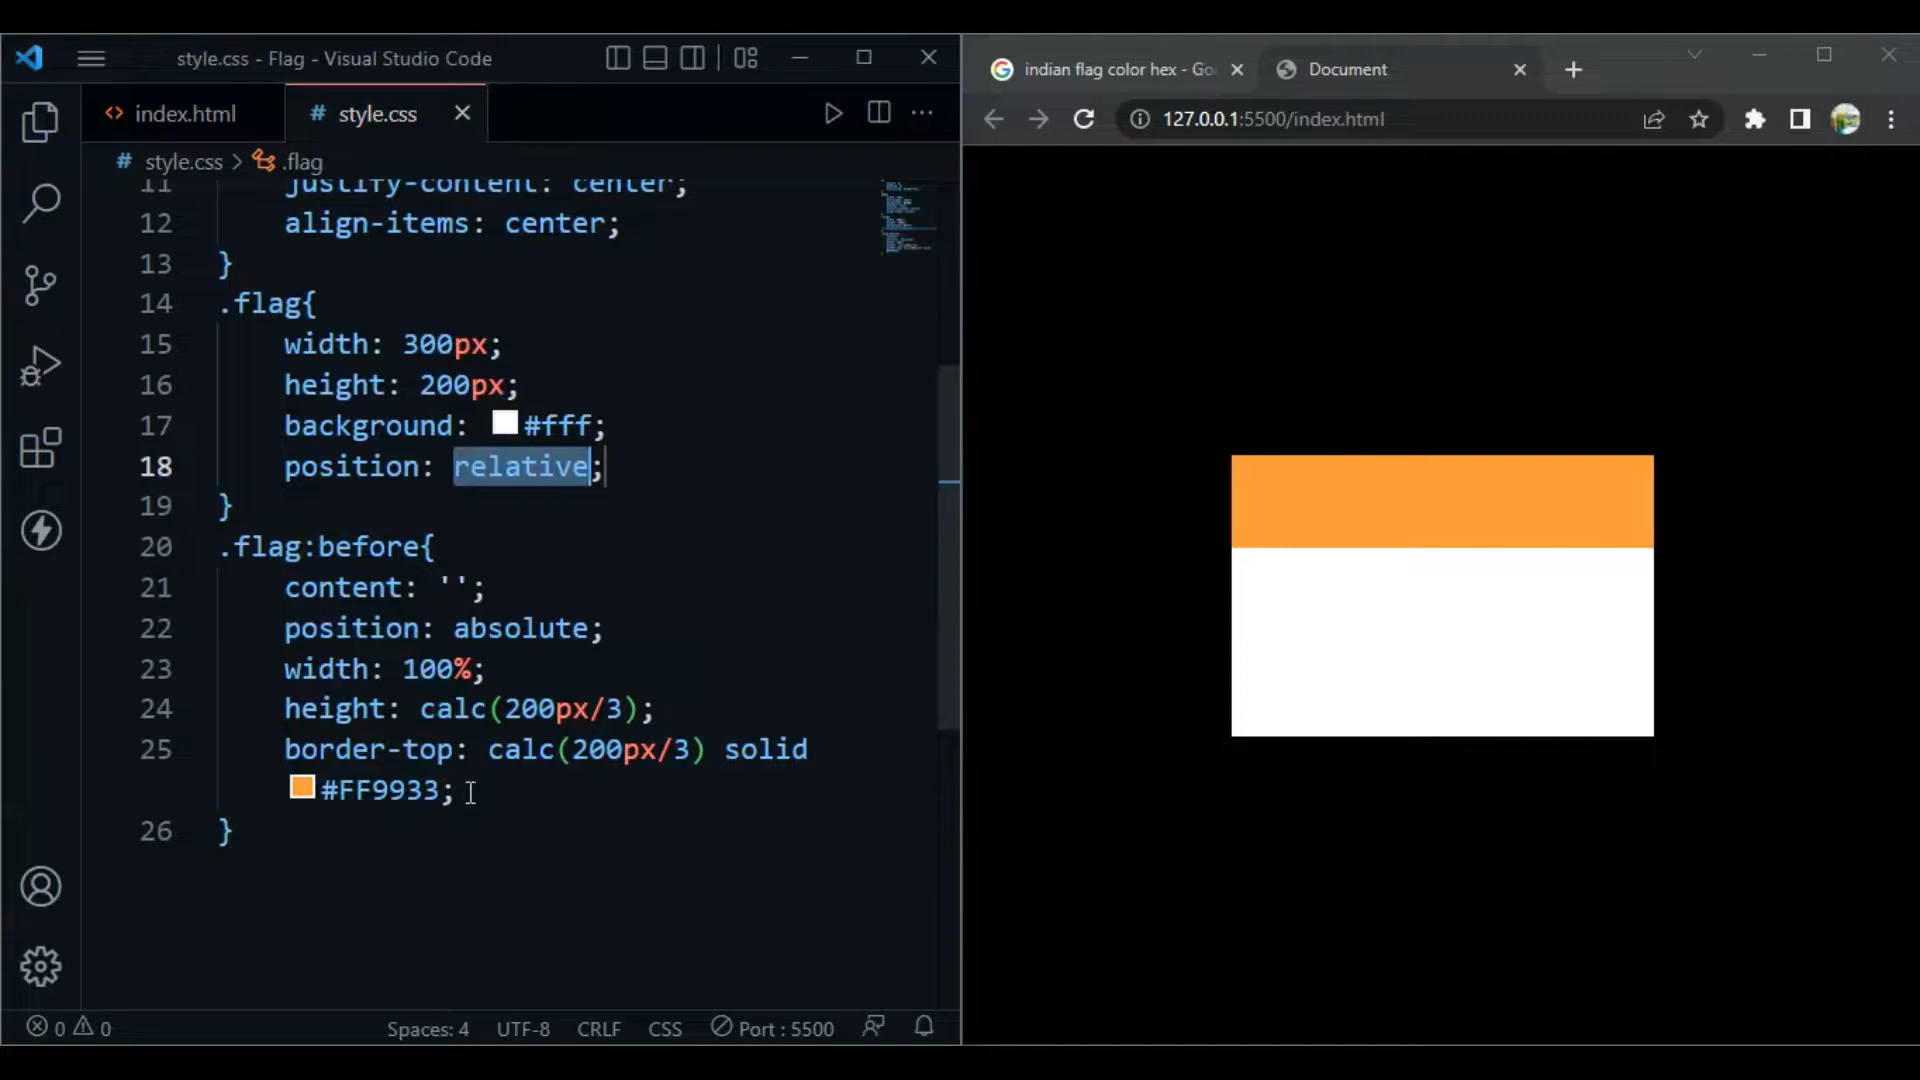 style.css - Flag - Visual Studio Code
index.html
# style.css
# style.css > .flag
11 justify-content: center;
12 align-items: center;
13 }
14 .flag{
15 width: 300px;
16 height: 200px;
17 background: #fff;
18 position: relative;
19 }
20 .flag:before{
21 content: '';
22 position: absolute;
23 width: 100%;
24 height: calc(200px/3);
25 border-top: calc(200px/3) solid
#FF9933;
26 }
0 0
Spaces: 4 UTF-8 CRLF CSS Port : 5500
indian flag color hex - Go
Document
127.0.0.1:5500/index.html